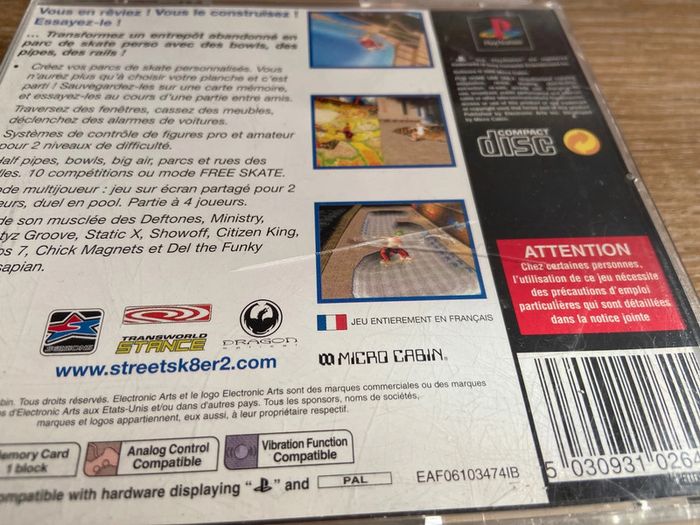 Vous en rêviez ! Vous le construisez !
Essayez-le !
... Transformez un entrepôt abandonné en
parc de skate perso avec des bowls, des
pipes, des rails !
• Créez vos parcs de skate personnalisés. Vous
n'aurez plus qu'à choisir votre planche et c'est
parti ! Sauvegardez-les sur une carte mémoire,
et essayez-les au cours d'une partie entre amis.
Traversez des fenêtres, cassez des meubles,
déclenchez des alarmes de voitures.
Systèmes de contrôle de figures pro et amateur
pour 2 niveaux de difficulté.
Half pipes, bowls, big air, parcs et rues des
lles. 10 compétitions ou mode FREE SKATE.
ode multijoueur : jeu sur écran partagé pour 2
eurs, duel en pool. Partie à 4 joueurs.
de son musclée des Deftones, Ministry,
tyz Groove, Static X, Showoff, Citizen King,
os 7, Chick Magnets et Del the Funky
sapian.
TRANSWORLD
STANCE
DRAGON
www.streetsk8er2.com
PlayStation
COMPACT
disc
ATTENTION
Chez certaines personnes,
l'utilisation de ce jeu nécessite
des précautions d'emploi
particulières qui sont détaillées
dans la notice jointe
JEU ENTIEREMENT EN FRANÇAIS
MICRO CABIN
bin. Tous droits réservés. Electronic Arts et le logo Electronic Arts sont des marques commerciales ou des marques
s d'Electronic Arts aux Etats-Unis et/ou dans d'autres pays. Tous les sponsors, noms de sociétés,
marques et logos appartiennent, eux aussi, à leur propriétaire respectif.
emory Card
1 block
Analog Control
Compatible
Vibration Function
Compatible
ompatible with hardware displaying " " and PAL
EAF06103474IB
5 030931 0264